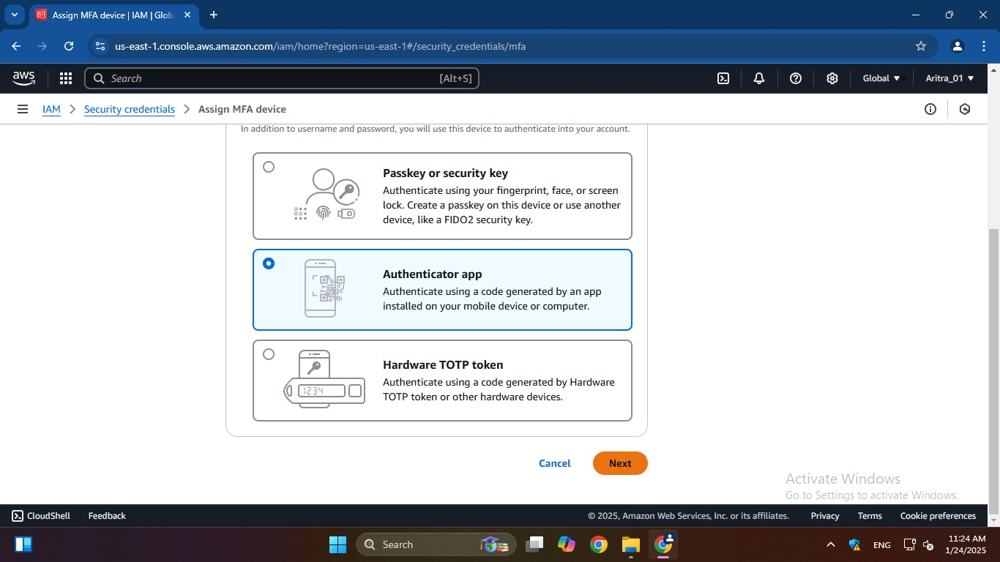 Assign MFA device | IAM | Glob
us-east-1.console.aws.amazon.com/iam/home?region=us-east-1#/security_credentials/mfa
aws
Search
[Alt+S]
Global
Aritra_01
IAM
Security credentials
Assign MFA device
In addition to username and password, you will use this device to authenticate into your account.
Passkey or security key
Authenticate using your fingerprint, face, or screen
lock. Create a passkey on this device or use another
device, like a FIDO2 security key.
Authenticator app
Authenticate using a code generated by an app
installed on your mobile device or computer.
1234
Hardware TOTP token
Authenticate using a code generated by Hardware
TOTP token or other hardware devices.
Cancel
Next
Activate Windows
Go to Settings to activate Windows.
CloudShell
Feedback
© 2025, Amazon Web Services, Inc. or its affiliates.
Privacy
Terms
Cookie preferences
Search
ENG
11:24 AM
1/24/2025